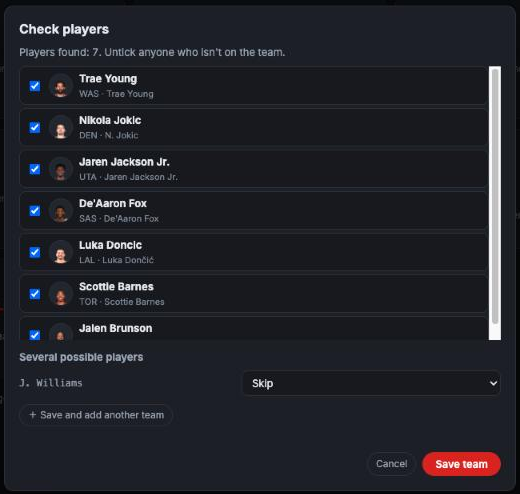 Check players
Players found: 7. Untick anyone who isn't on the team.
Trae Young
WAS · Trae Young
Nikola Jokic
DEN · N. Jokic
Jaren Jackson Jr.
UTA · Jaren Jackson Jr.
De'Aaron Fox
SAS · De'Aaron Fox
Luka Doncic
LAL · Luka Dončić
Scottie Barnes
TOR · Scottie Barnes
Jalen Brunson
Several possible players
J. Williams
Skip
+ Save and add another team
Cancel
Save team